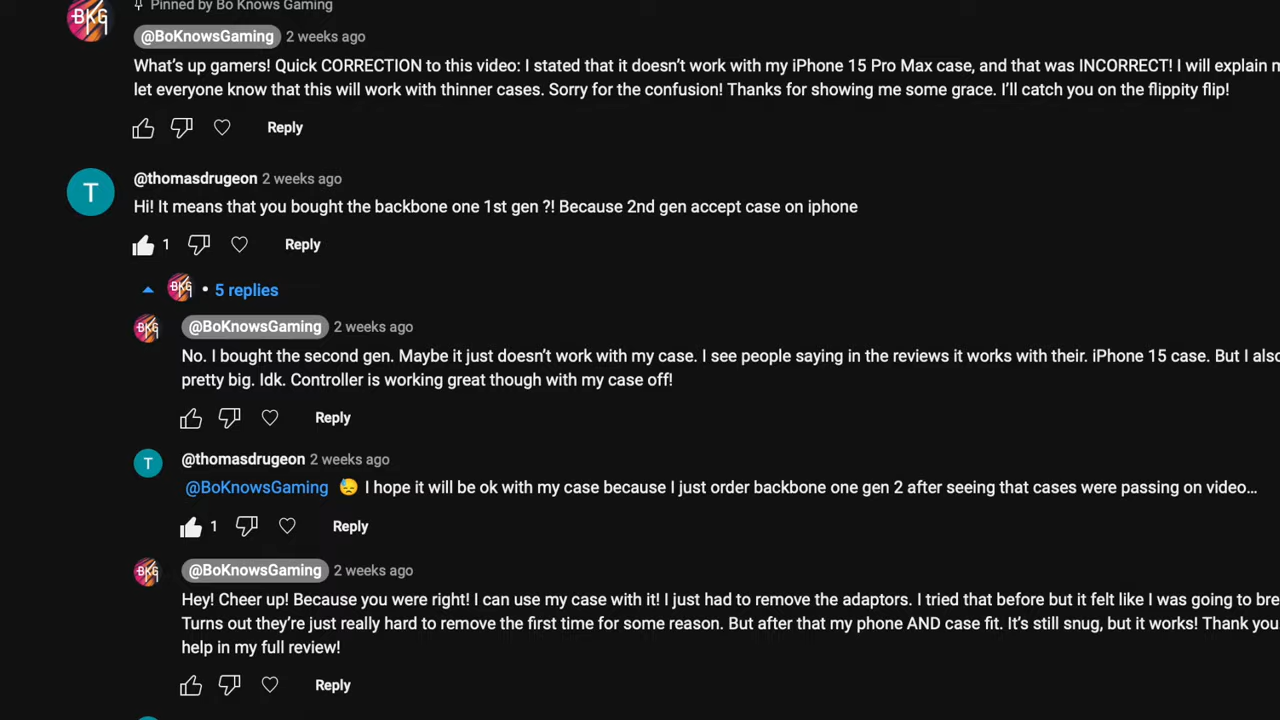 Pinned by Bo Knows Gaming
BKG
@BoKnowsGaming 2 weeks ago
What's up gamers! Quick CORRECTION to this video: I stated that it doesn't work with my iPhone 15 Pro Max case, and that was INCORRECT! I will explain
let everyone know that this will work with thinner cases. Sorry for the confusion! Thanks for showing me some grace. I'll catch you on the flippity flip!
Reply
T
@thomasdrugeon 2 weeks ago
Hi! It means that you bought the backbone one 1st gen ?! Because 2nd gen accept case on iphone
1 Reply
BKG • 5 replies
BKG
@BoKnowsGaming 2 weeks ago
No. I bought the second gen. Maybe it just doesn't work with my case. I see people saying in the reviews it works with their. iPhone 15 case. But I also
pretty big. Idk. Controller is working great though with my case off!
Reply
T
@thomasdrugeon 2 weeks ago
@BoKnowsGaming 😓 I hope it will be ok with my case because I just order backbone one gen 2 after seeing that cases were passing on video...
1 Reply
BKG
@BoKnowsGaming 2 weeks ago
Hey! Cheer up! Because you were right! I can use my case with it! I just had to remove the adaptors. I tried that before but it felt like I was going to
Turns out they're just really hard to remove the first time for some reason. But after that my phone AND case fit. It's still snug, but it works! Thank you
help in my full review!
Reply